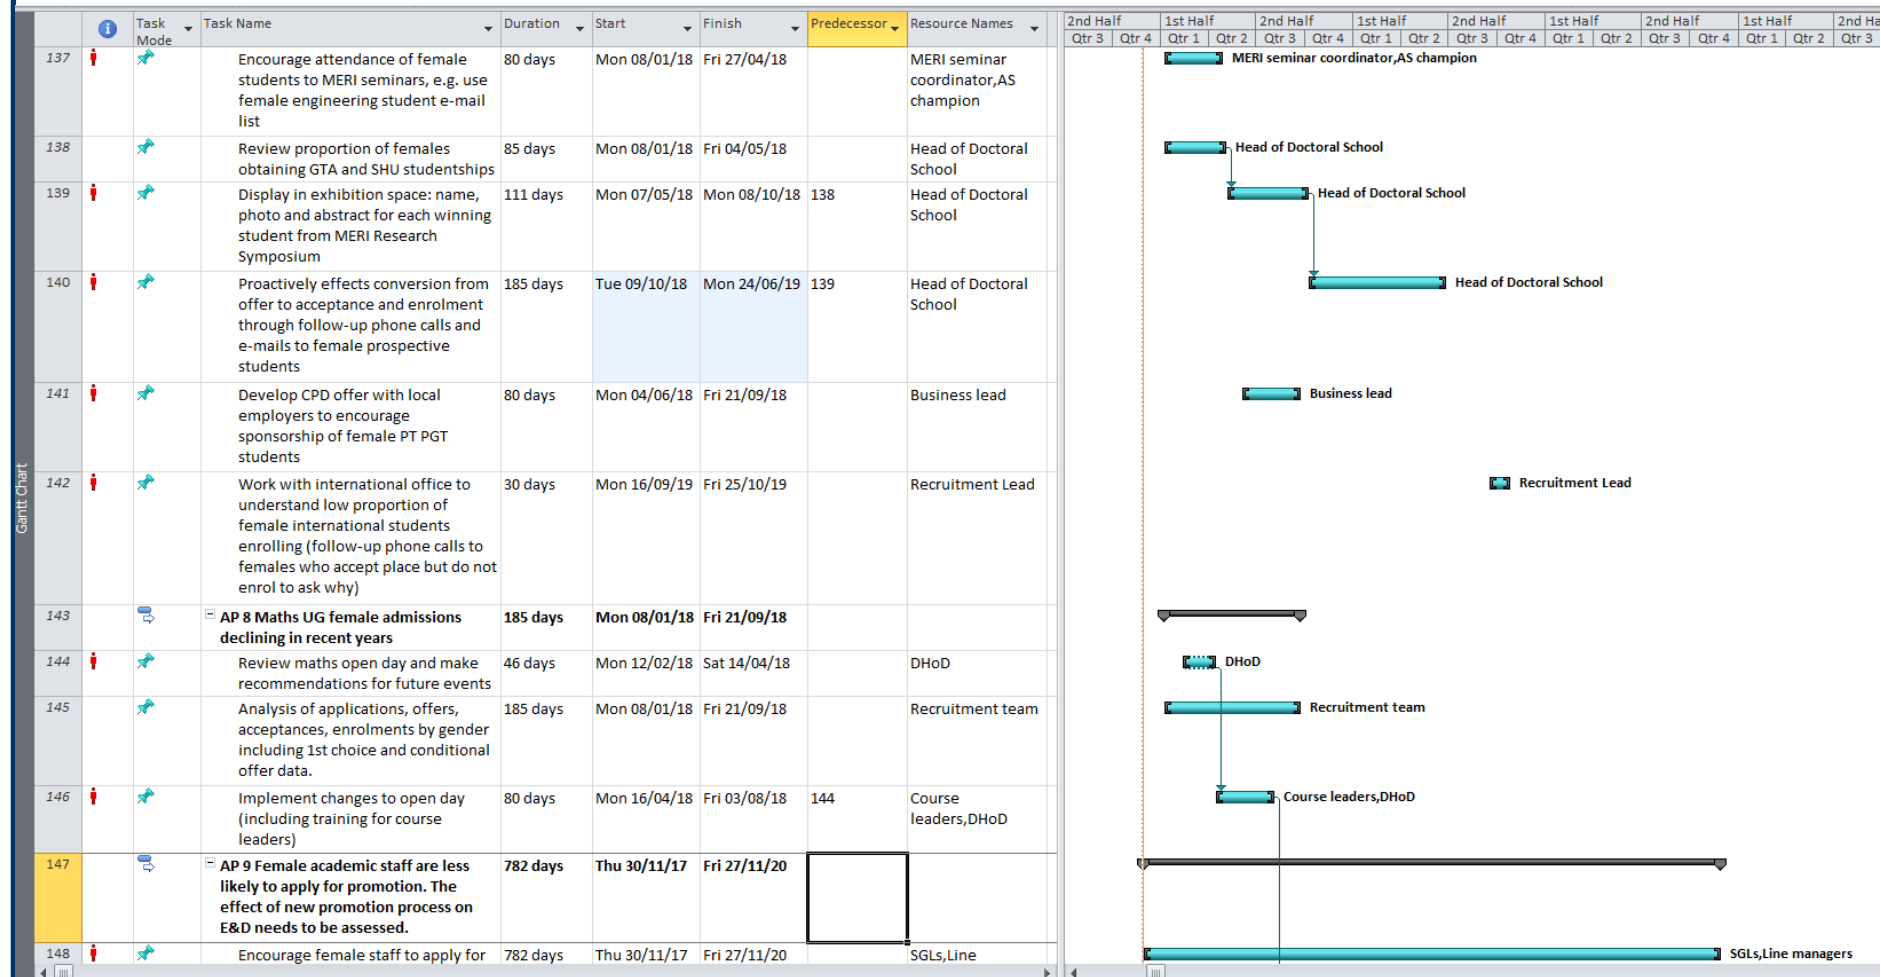 Task Mode
Task Name
Duration
Start
Finish
Predecessor
Resource Names
2nd Half 1st Half 2nd Half 1st Half 2nd Half 1st Half 2nd Half 1st Half 2nd Ha
Qtr 3 Qtr 4 Qtr 1 Qtr 2 Qtr 3 Qtr 4 Qtr 1 Qtr 2 Qtr 3 Qtr 4 Qtr 1 Qtr 2 Qtr 3 Qtr 4 Qtr 1 Qtr 2 Qtr 3
Gantt Chart
137 Encourage attendance of female 80 days Mon 08/01/18 Fri 27/04/18 MERI seminar MERI seminar coordinator,AS champion
students to MERI seminars, e.g. use coordinator,AS
female engineering student e-mail champion
list
138 Review proportion of females 85 days Mon 08/01/18 Fri 04/05/18 Head of Doctoral Head of Doctoral School
obtaining GTA and SHU studentships School
139 Display in exhibition space: name, 111 days Mon 07/05/18 Mon 08/10/18 138 Head of Doctoral Head of Doctoral School
photo and abstract for each winning School
student from MERI Research
Symposium
140 Proactively effects conversion from 185 days Tue 09/10/18 Mon 24/06/19 139 Head of Doctoral Head of Doctoral School
offer to acceptance and enrolment School
through follow-up phone calls and
e-mails to female prospective
students
141 Develop CPD offer with local 80 days Mon 04/06/18 Fri 21/09/18 Business lead Business lead
employers to encourage
sponsorship of female PT PGT
students
142 Work with international office to 30 days Mon 16/09/19 Fri 25/10/19 Recruitment Lead Recruitment Lead
understand low proportion of
female international students
enrolling (follow-up phone calls to
females who accept place but do not
enrol to ask why)
143 AP 8 Maths UG female admissions 185 days Mon 08/01/18 Fri 21/09/18
declining in recent years
144 Review maths open day and make 46 days Mon 12/02/18 Sat 14/04/18 DHoD DHoD
recommendations for future events
145 Analysis of applications, offers, 185 days Mon 08/01/18 Fri 21/09/18 Recruitment team Recruitment team
acceptances, enrolments by gender
including 1st choice and conditional
offer data.
146 Implement changes to open day 80 days Mon 16/04/18 Fri 03/08/18 144 Course Course leaders,DHoD
(including training for course leaders,DHoD
leaders)
147 AP 9 Female academic staff are less 782 days Thu 30/11/17 Fri 27/11/20
likely to apply for promotion. The
effect of new promotion process on
E&D needs to be assessed.
148 Encourage female staff to apply for 782 days Thu 30/11/17 Fri 27/11/20 SGLs,Line SGLs,Line managers